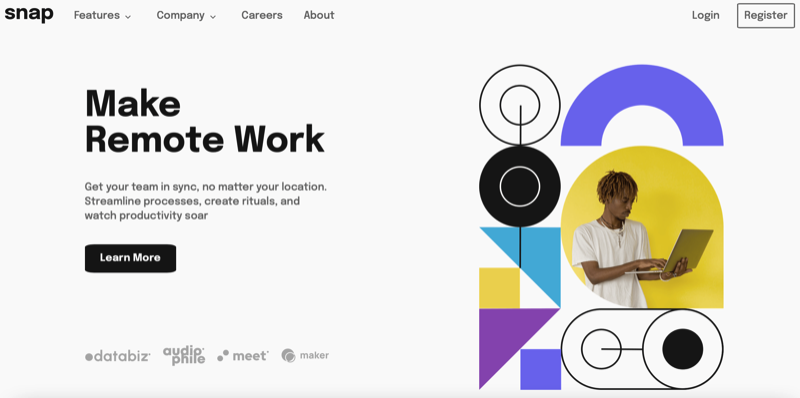 snap
Features
Company
Careers
About
Login
Register
Make
Remote Work
Get your team in sync, no matter your location.
Streamline processes, create rituals, and
watch productivity soar
Learn More
databiz
audiophile
meet
maker